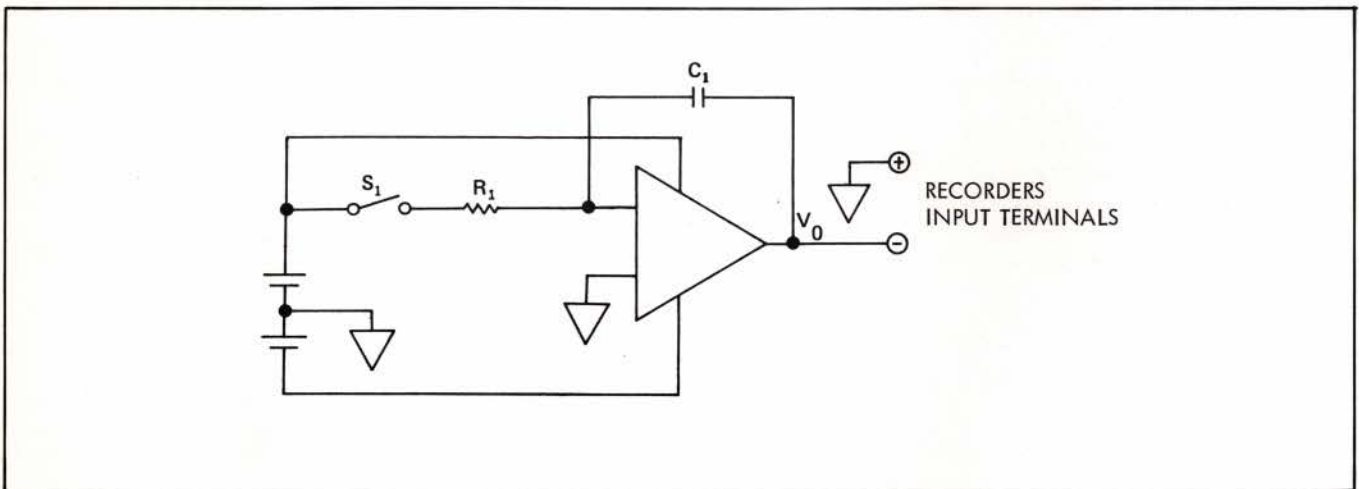 C₁
S₁
R₁
V₀
RECORDERS
INPUT TERMINALS
+
−